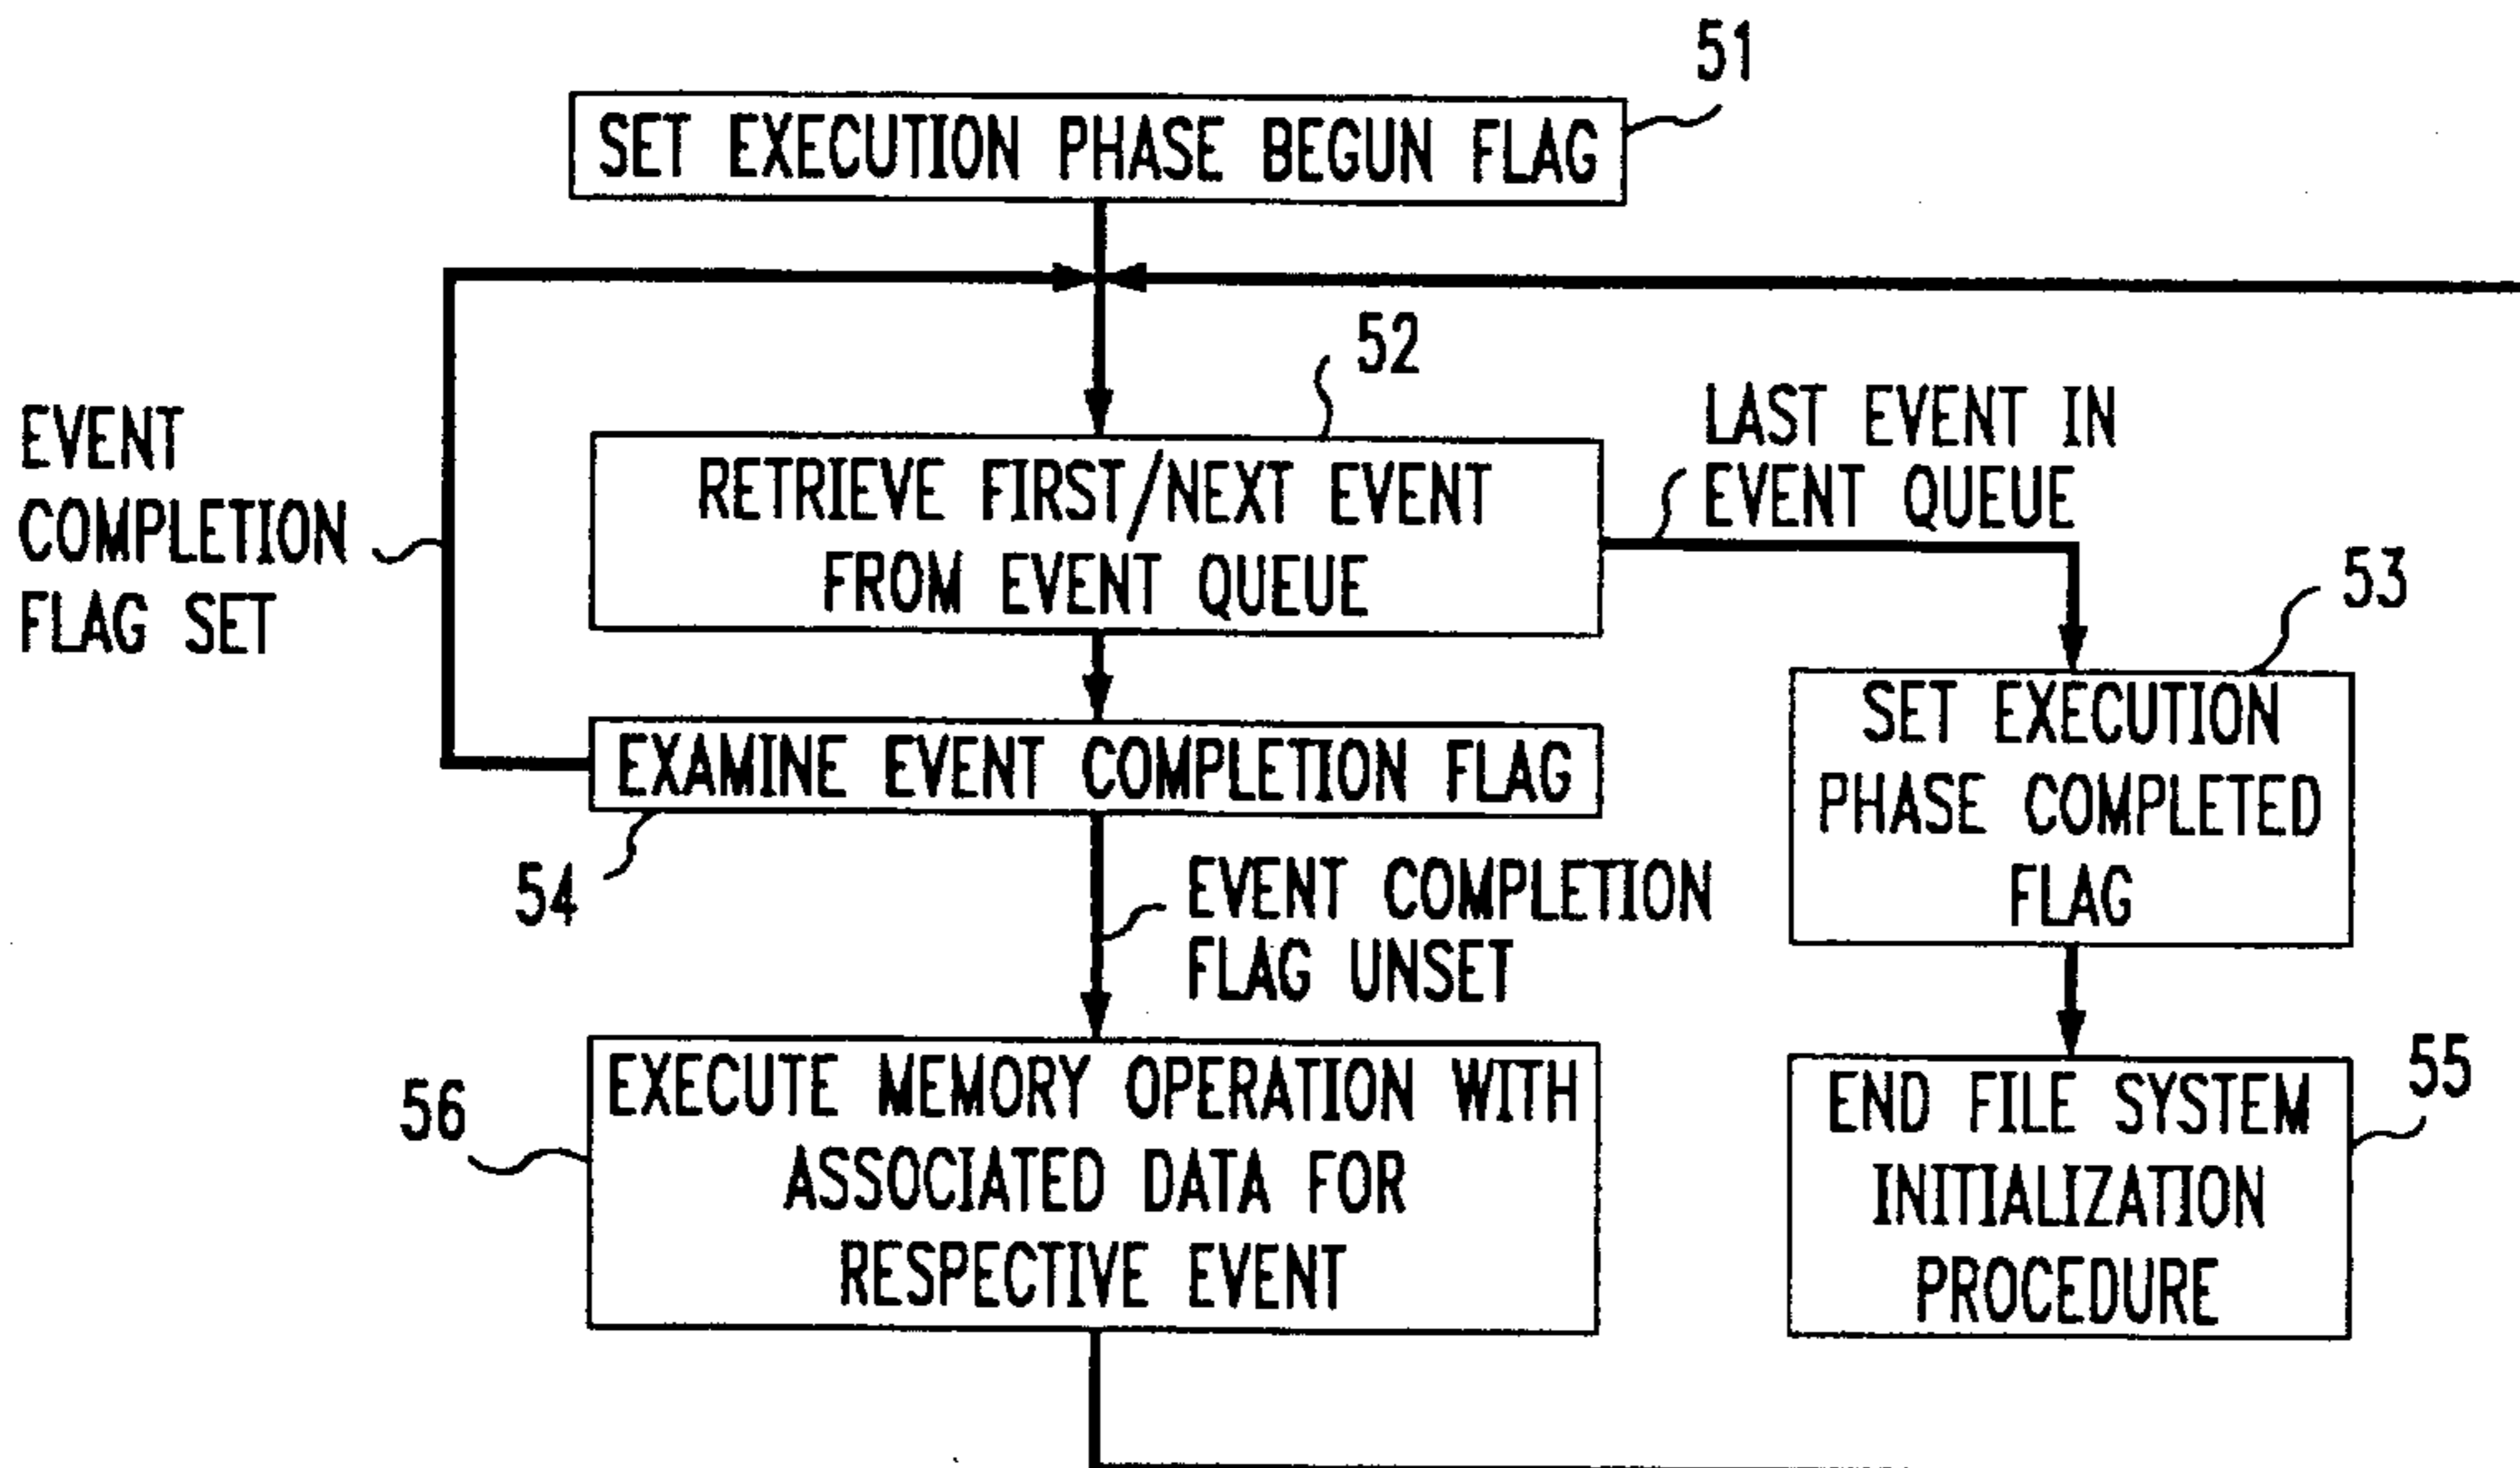 51
SET EXECUTION PHASE BEGUN FLAG
52
RETRIEVE FIRST/NEXT EVENT
FROM EVENT QUEUE
LAST EVENT IN
EVENT QUEUE
EVENT
COMPLETION
FLAG SET
53
SET EXECUTION
PHASE COMPLETED
FLAG
EXAMINE EVENT COMPLETION FLAG
54
EVENT COMPLETION
FLAG UNSET
55
END FILE SYSTEM
INITIALIZATION
PROCEDURE
56
EXECUTE MEMORY OPERATION WITH
ASSOCIATED DATA FOR
RESPECTIVE EVENT